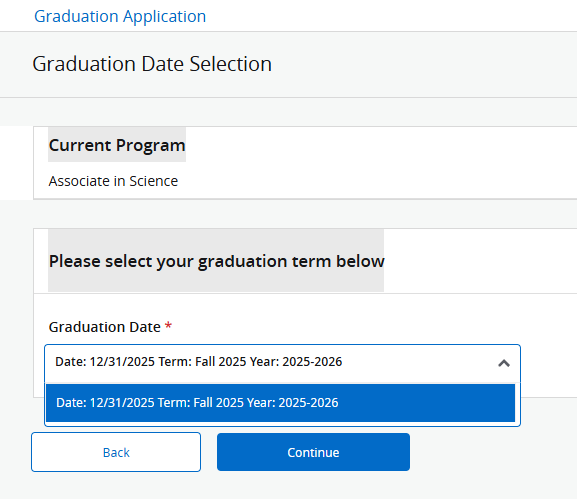 Graduation Application
Graduation Date Selection
Current Program
Associate in Science
Please select your graduation term below
Graduation Date *
Date: 12/31/2025 Term: Fall 2025 Year: 2025-2026
Date: 12/31/2025 Term: Fall 2025 Year: 2025-2026
Back
Continue